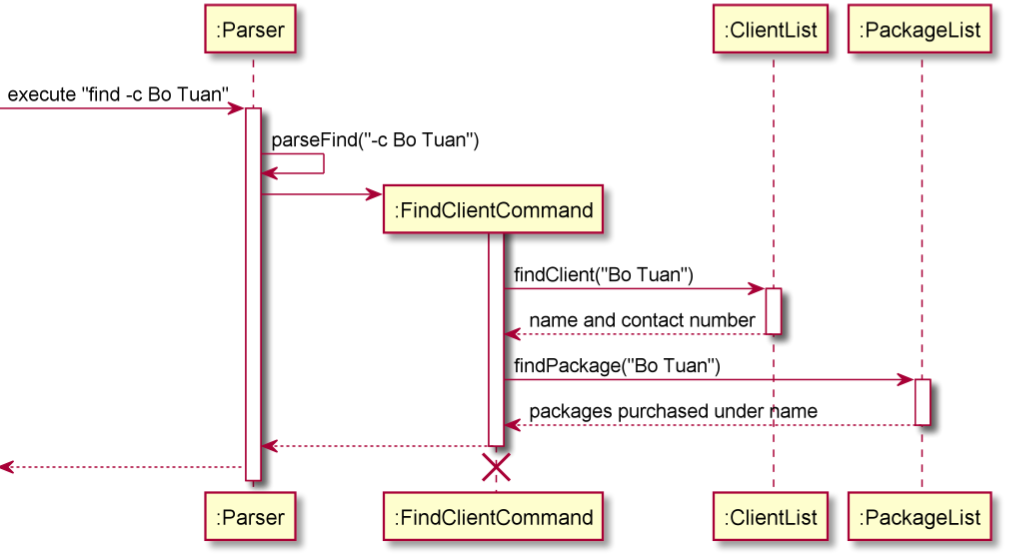 :Parser
:ClientList
:PackageList
execute "find -c Bo Tuan"
parseFind("-c Bo Tuan")
:FindClientCommand
findClient("Bo Tuan")
name and contact number
findPackage("Bo Tuan")
packages purchased under name
:Parser
:FindClientCommand
:ClientList
:PackageList